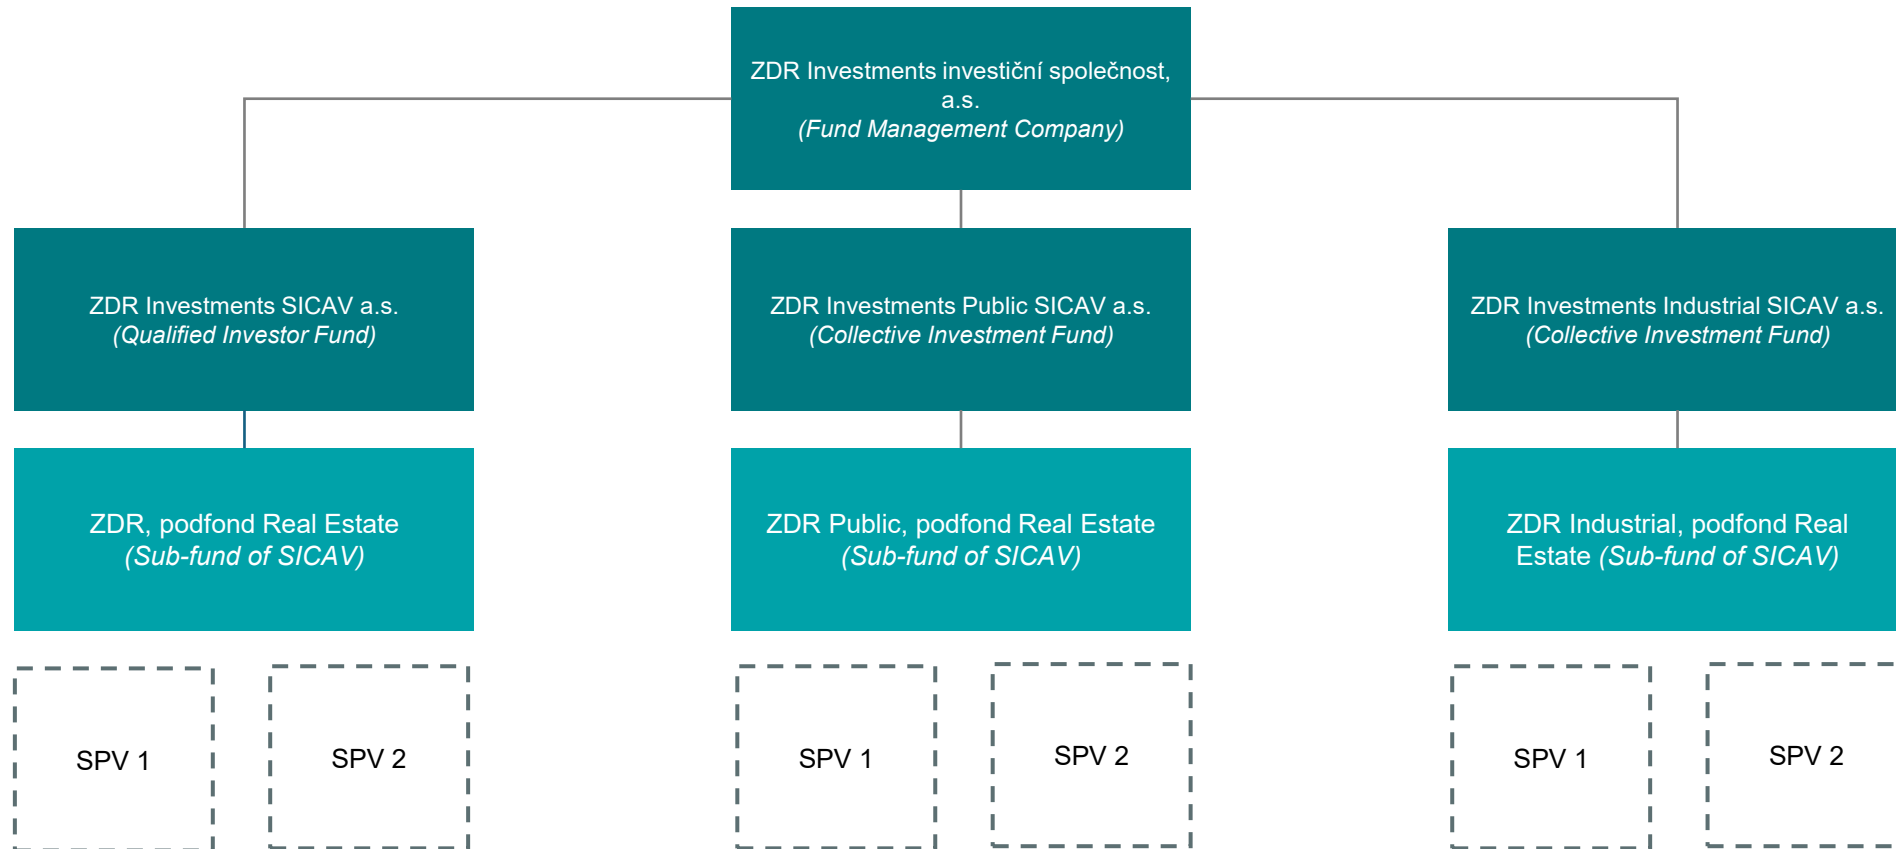 ZDR Investments investiční společnost,
a.s.
(Fund Management Company)
ZDR Investments SICAV a.s.
(Qualified Investor Fund)
ZDR Investments Public SICAV a.s.
(Collective Investment Fund)
ZDR Investments Industrial SICAV a.s.
(Collective Investment Fund)
ZDR, podfond Real Estate
(Sub-fund of SICAV)
ZDR Public, podfond Real Estate
(Sub-fund of SICAV)
ZDR Industrial, podfond Real
Estate (Sub-fund of SICAV)
SPV 1
SPV 2
SPV 1
SPV 2
SPV 1
SPV 2